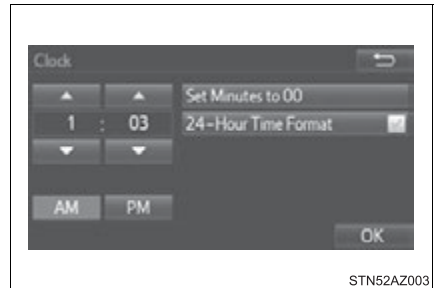 Clock
Set Minutes to 00
1 : 03
24-Hour Time Format
AM PM
OK
STN52AZ003